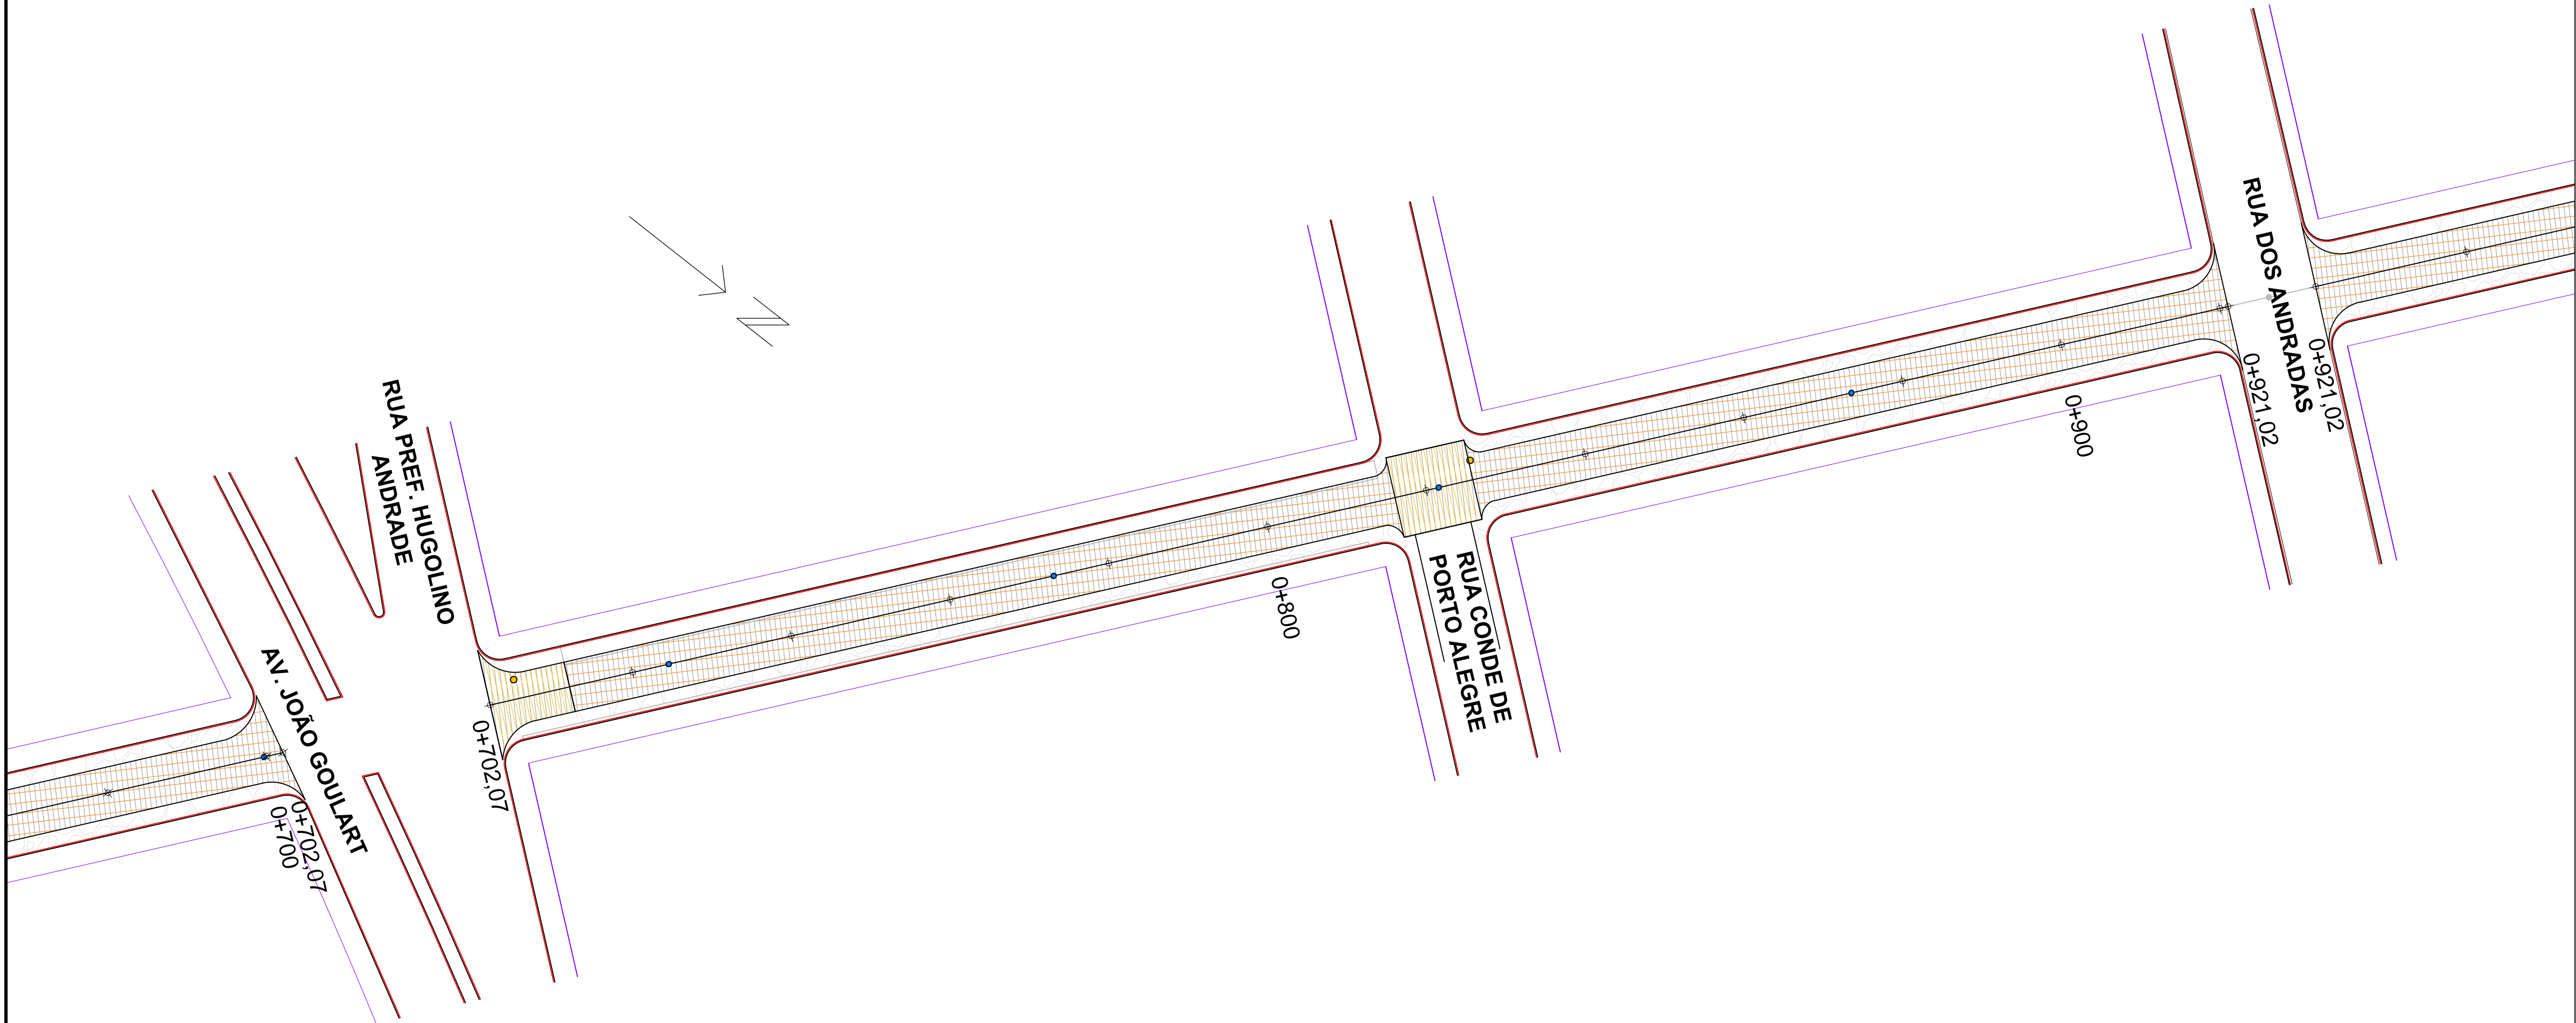 RUA PREF. HUGOLINO
ANDRADE
AV. JOÃO GOULART
0+702,07
0+700
0+702,07
N
0+800
RUA CONDE DE
PORTO ALEGRE
0+900
RUA DOS ANDRADAS
0+921,02
0+921,02